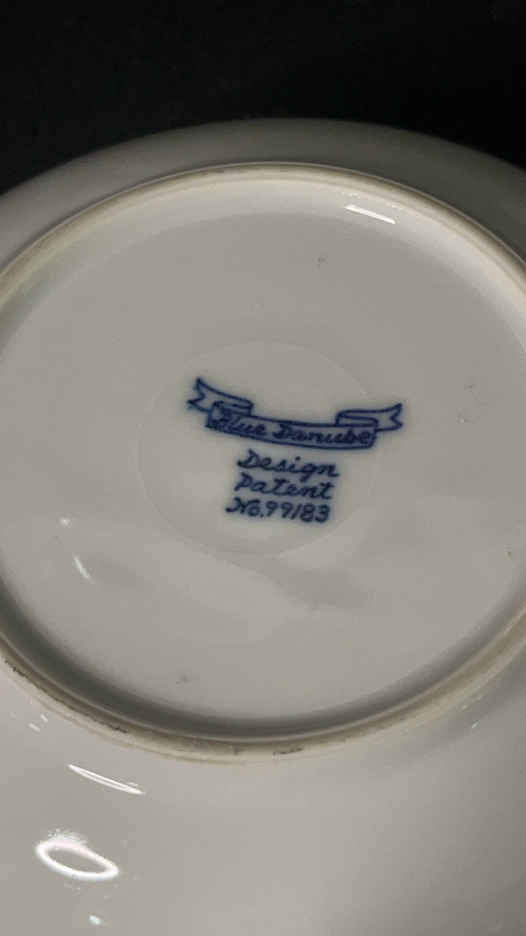 Blue Danube
Design
Patent
No.99183